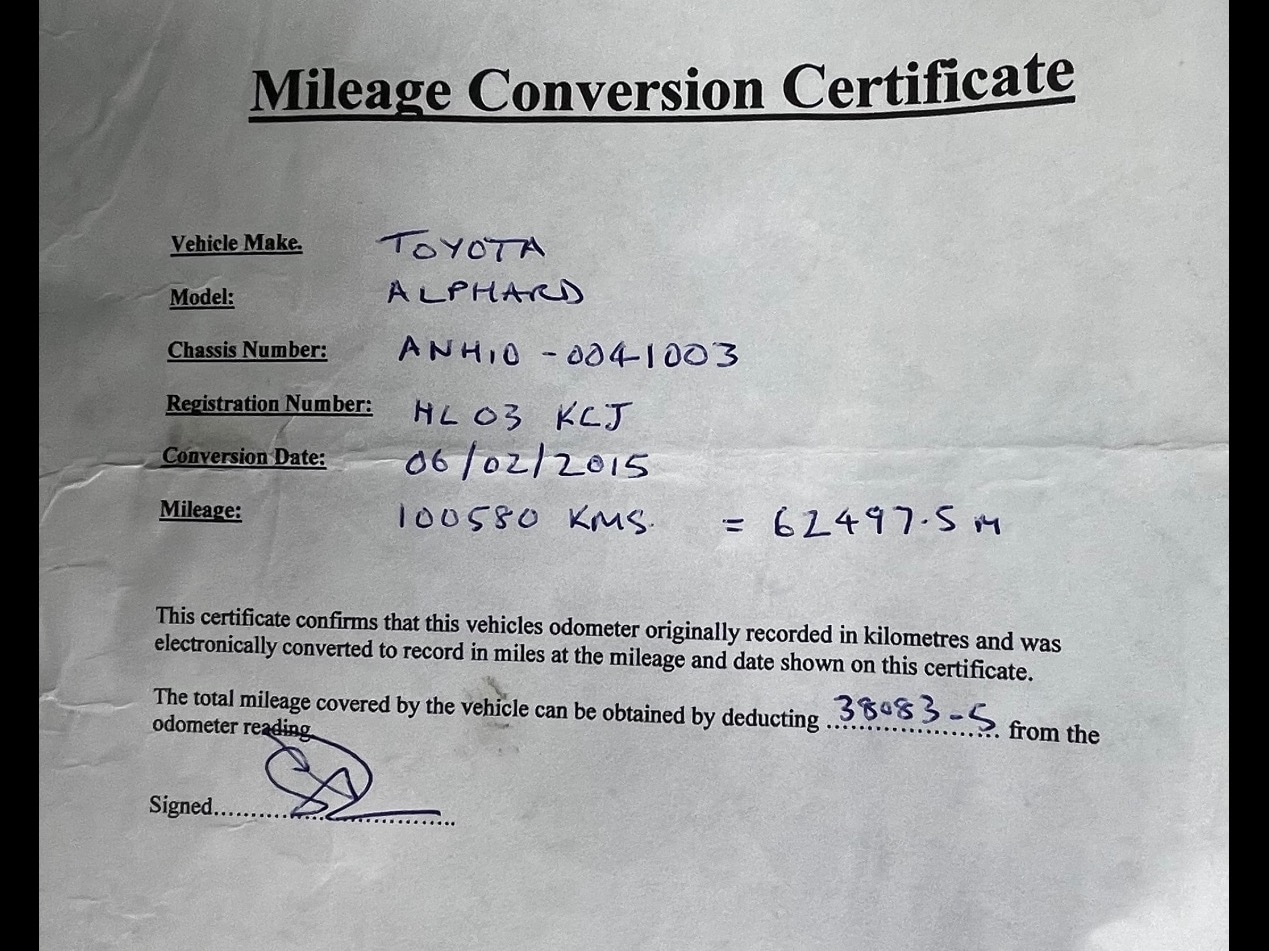 Mileage Conversion Certificate
Vehicle Make. TOYOTA
Model: ALPHARD
Chassis Number: ANH10 - 0041003
Registration Number: HL03 KCJ
Conversion Date: 06/02/2015
Mileage: 100580 KMS. = 62497.5 M
This certificate confirms that this vehicles odometer originally recorded in kilometres and was
electronically converted to record in miles at the mileage and date shown on this certificate.
The total mileage covered by the vehicle can be obtained by deducting ...38083-5... from the
odometer reading
Signed..........................................